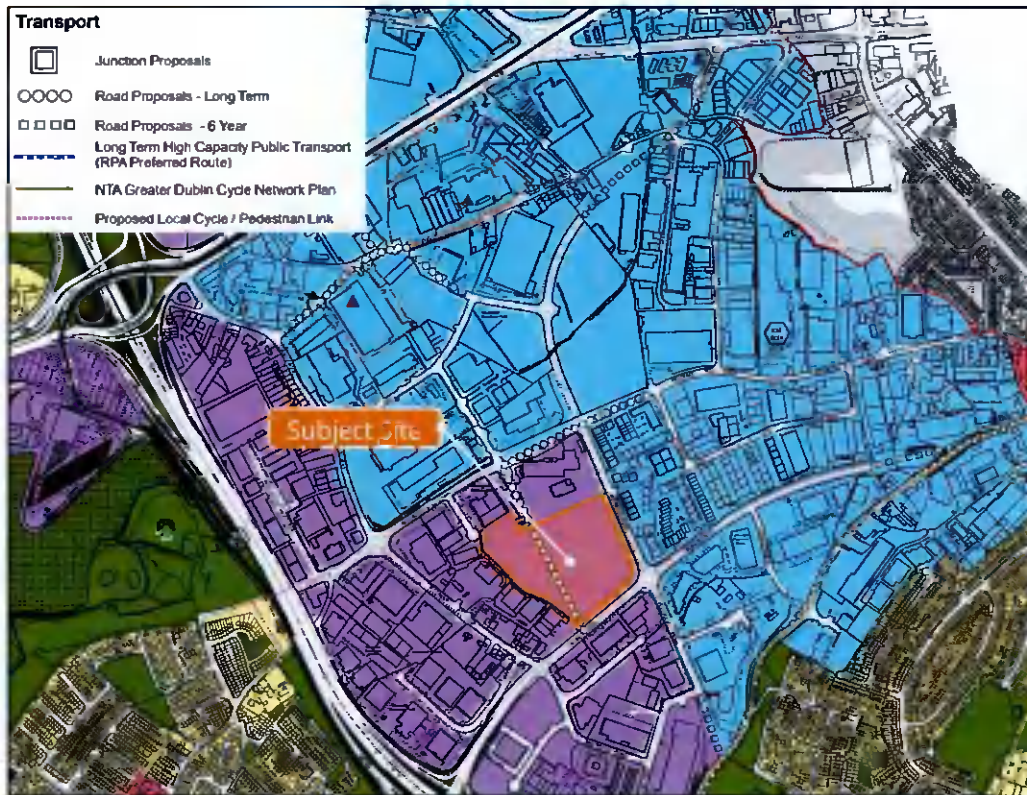 Transport
Junction Proposals
Road Proposals - Long Term
Road Proposals - 6 Year
Long Term High Capacity Public Transport
(RPA Preferred Route)
NTA Greater Dublin Cycle Network Plan
Proposed Local Cycle / Pedestrian Link
Subject Site